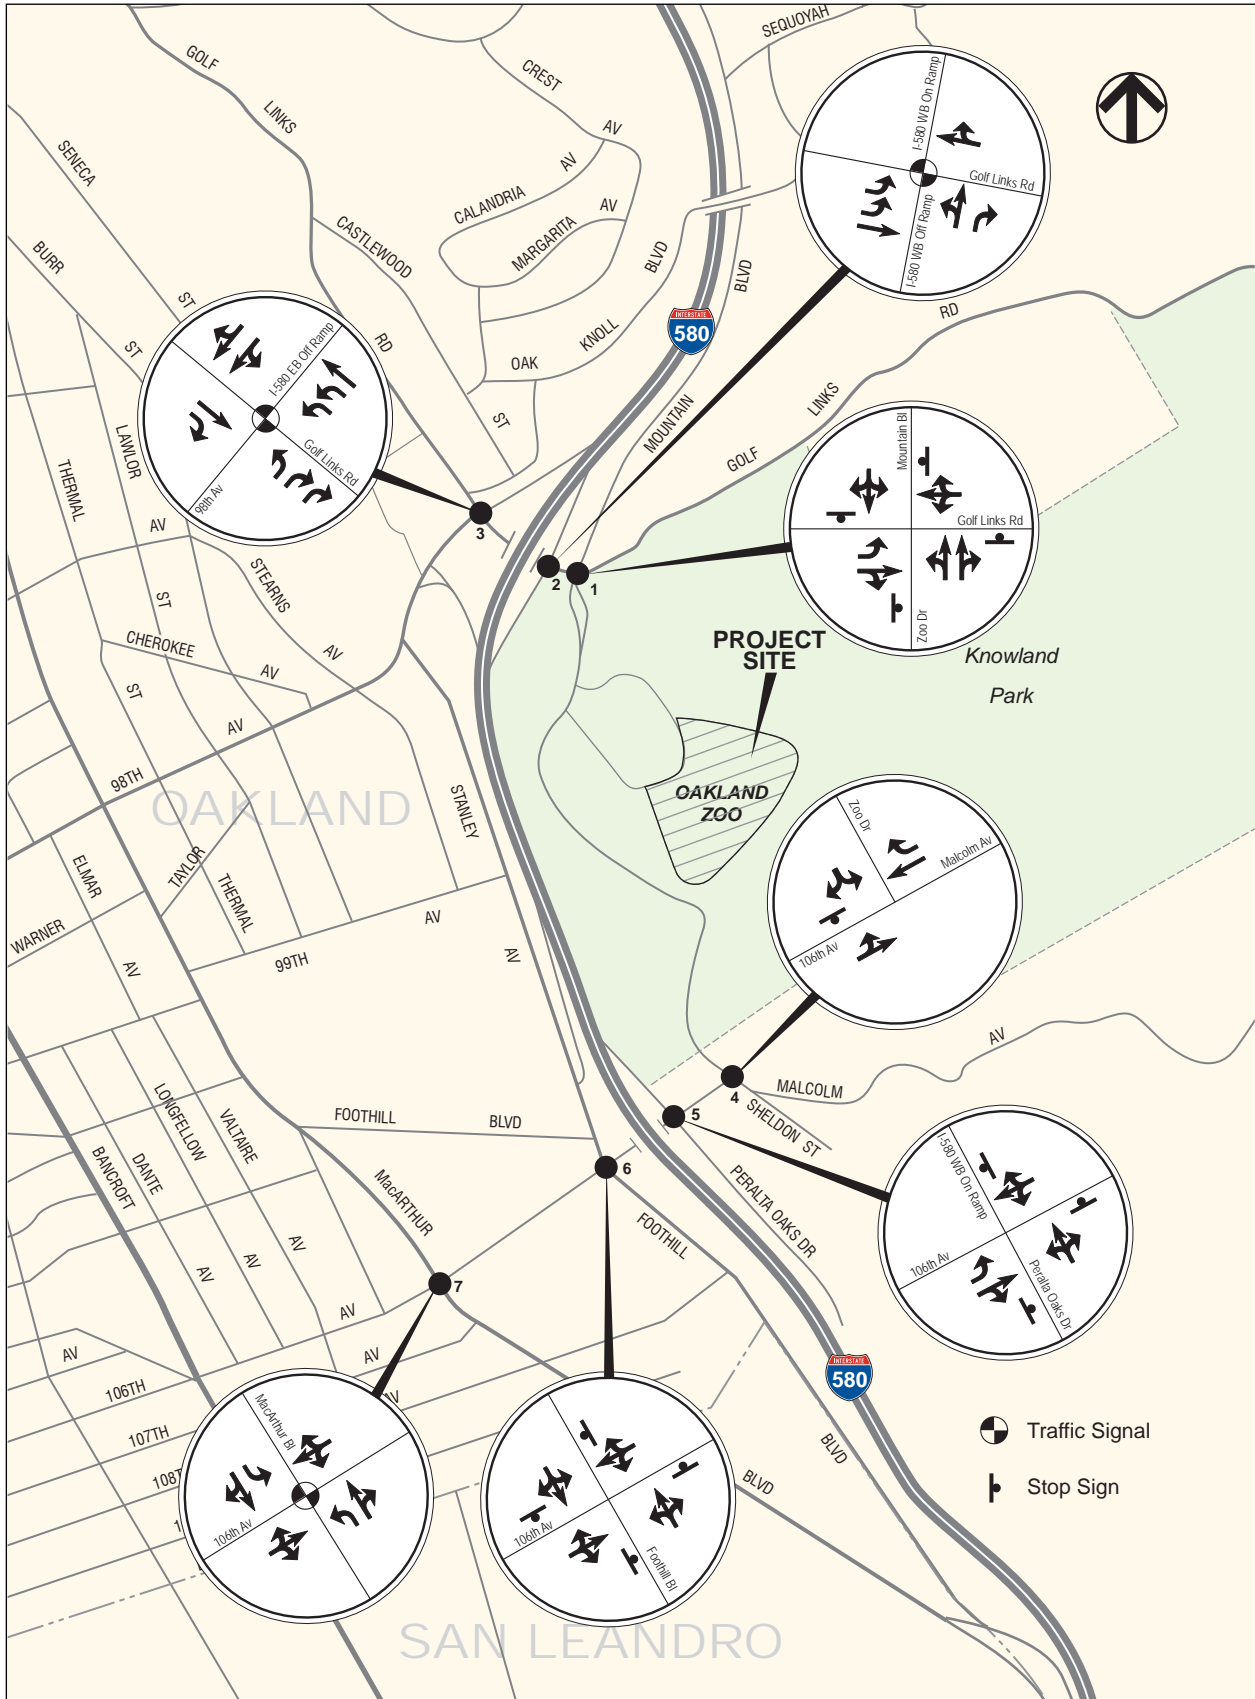 SEQUOYAH
GOLF
LINKS
CREST
AV
SENECA
ST
BURR
ST
CALANDRIA
AV
MARGARITA
AV
CASTLEWOOD
ST
RD
BLVD
KNOLL
OAK
BLVD
MOUNTAIN
INTERSTATE
580
I-580 WB On Ramp
Golf Links Rd
I-580 WB Off Ramp
RD
LINKS
GOLF
I-580 EB Off Ramp
Golf Links Rd
98th Av
Mountain Bl
Golf Links Rd
Zoo Dr
THERMAL
LAWLOR
AV
ST
STEARNS
AV
CHEROKEE
AV
ST
AV
98TH
3
2
1
PROJECT
SITE
Knowland
Park
OAKLAND
ZOO
OAKLAND
STANLEY
AV
ELMAR
AV
TAYLOR
THERMAL
WARNER
AV
99TH
Zoo Dr
Malcolm Av
106th Av
AV
MALCOLM
4
SHELDON ST
5
PERALTA OAKS DR
LONGFELLOW
VALTAIRE
DANTE
BANCROFT
AV
AV
AV
FOOTHILL
BLVD
MacARTHUR
6
FOOTHILL
7
I-580 WB On Ramp
106th Av
Peralta Oaks Dr
AV
AV
AV
AV
106TH
107TH
MacArthur Bl
106th Av
106th Av
Foothill Bl
INTERSTATE
580
BLVD
BLVD
Traffic Signal
Stop Sign
SAN LEANDRO